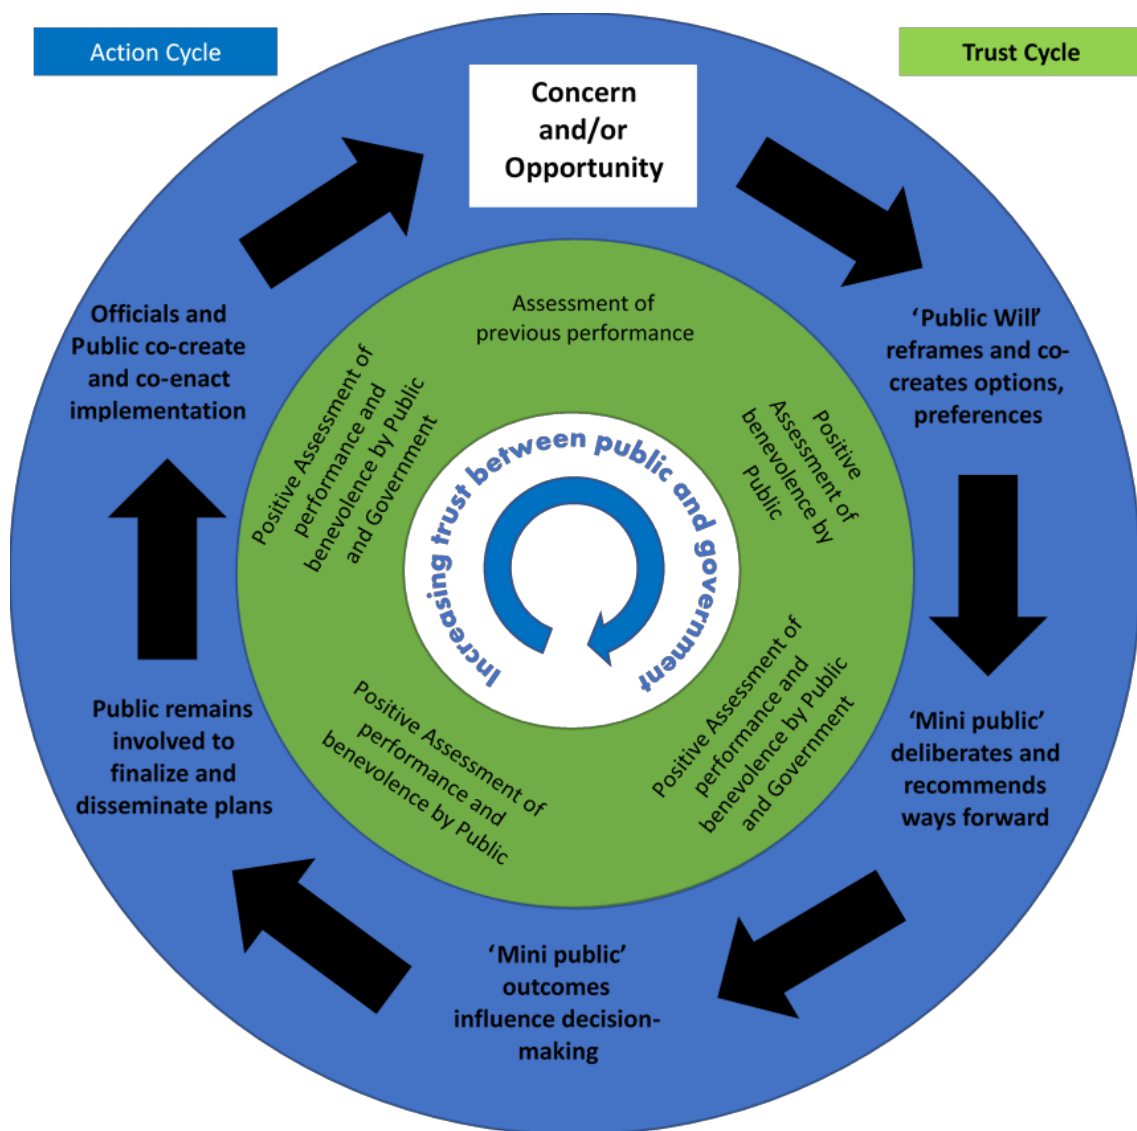 Action Cycle
Trust Cycle
Concern
and/or
Opportunity
‘Public Will’
reframes and co-
creates options,
preferences
‘Mini public’
deliberates and
recommends
ways forward
‘Mini public’
outcomes
influence decision-
making
Public remains
involved to
finalize and
disseminate plans
Officials and
Public co-create
and co-enact
implementation
Assessment of
previous performance
Positive
Assessment of
benevolence by
Public
Positive Assessment of
performance and
benevolence by Public
and Government
Positive Assessment of
performance and
benevolence by Public
Positive Assessment of
performance and
benevolence by Public
and Government
Increasing trust between public and government